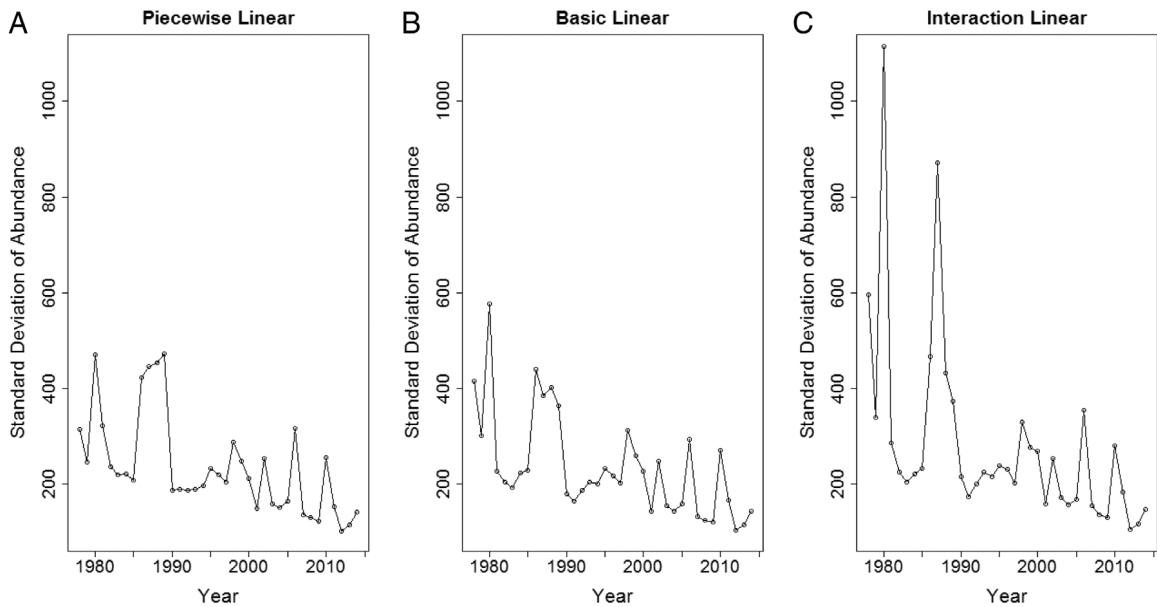 A Piecewise Linear
Standard Deviation of Abundance
1000
800
600
400
200
1980 1990 2000 2010
Year
B Basic Linear
Standard Deviation of Abundance
1000
800
600
400
200
1980 1990 2000 2010
Year
C Interaction Linear
Standard Deviation of Abundance
1000
800
600
400
200
1980 1990 2000 2010
Year